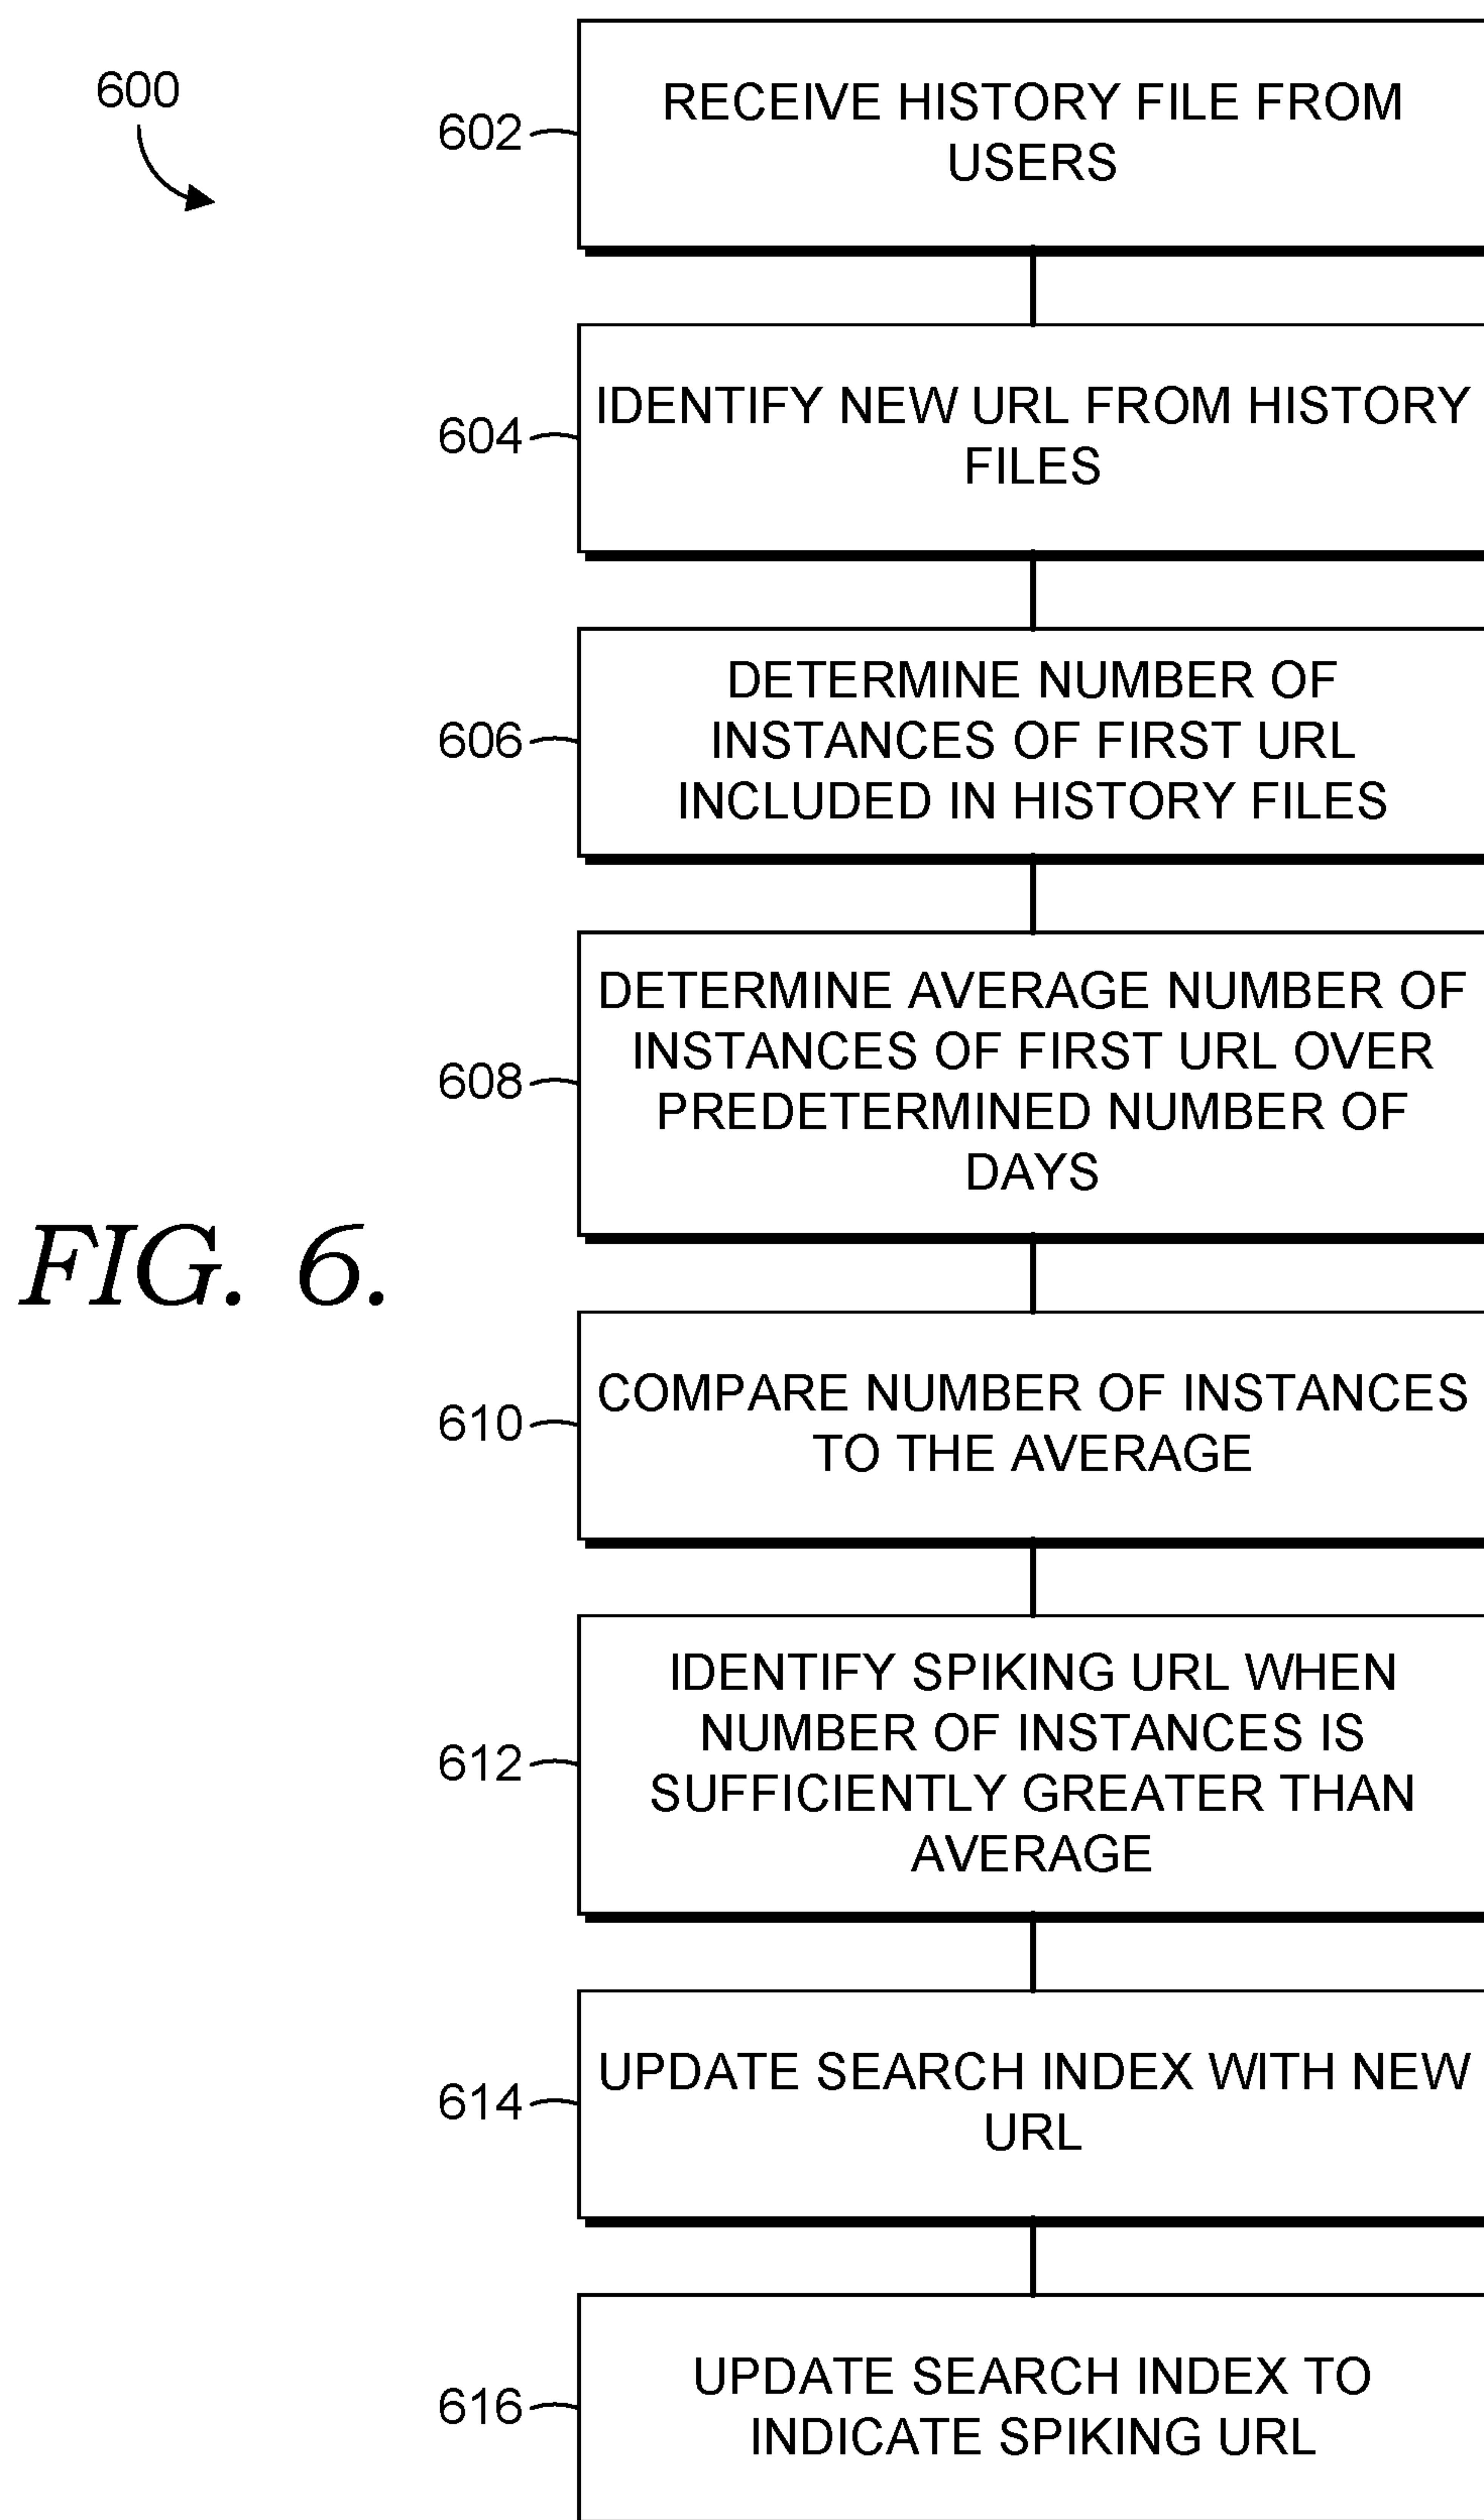 600
602
RECEIVE HISTORY FILE FROM
USERS
604
IDENTIFY NEW URL FROM HISTORY
FILES
606
DETERMINE NUMBER OF
INSTANCES OF FIRST URL
INCLUDED IN HISTORY FILES
608
DETERMINE AVERAGE NUMBER OF
INSTANCES OF FIRST URL OVER
PREDETERMINED NUMBER OF
DAYS
FIG. 6.
610
COMPARE NUMBER OF INSTANCES
TO THE AVERAGE
612
IDENTIFY SPIKING URL WHEN
NUMBER OF INSTANCES IS
SUFFICIENTLY GREATER THAN
AVERAGE
614
UPDATE SEARCH INDEX WITH NEW
URL
616
UPDATE SEARCH INDEX TO
INDICATE SPIKING URL